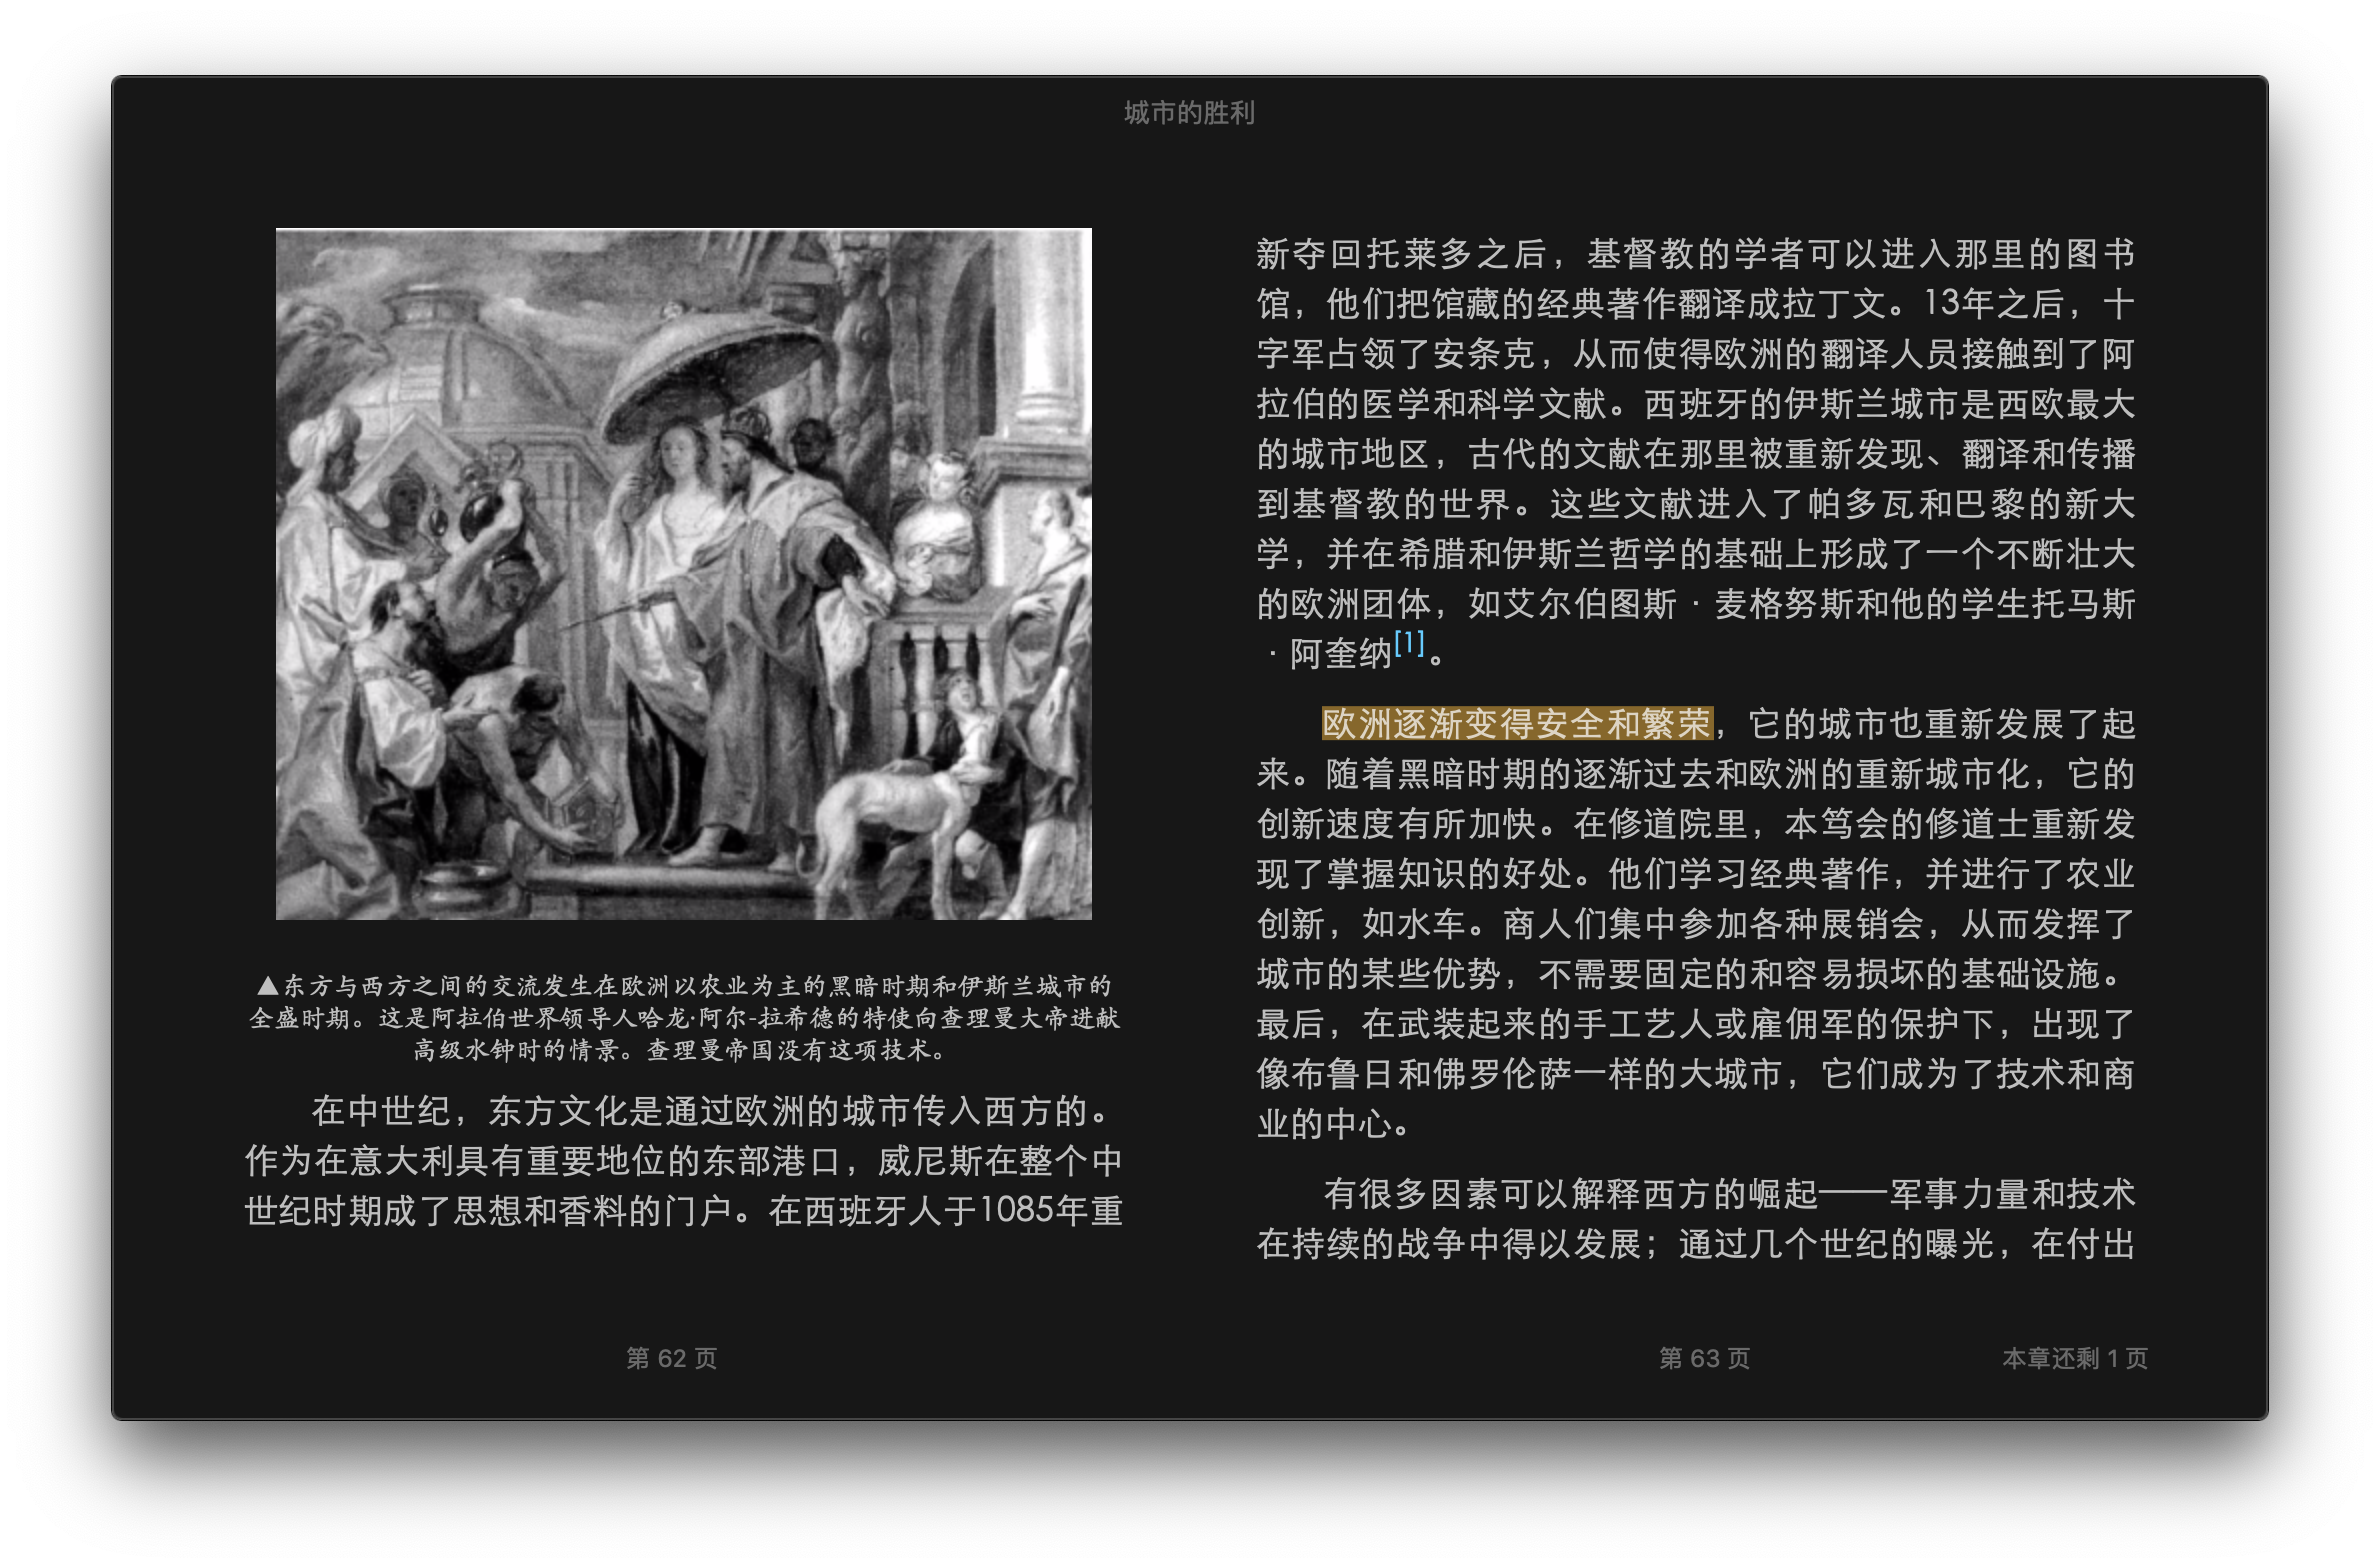 城市的胜利
▲东方与西方之间的交流发生在欧洲以农业为主的黑暗时期和伊斯兰城市的
全盛时期。这是阿拉伯世界领导人哈龙·阿尔-拉希德的特使向查理曼大帝进献
高级水钟时的情景。查理曼帝国没有这项技术。
在中世纪，东方文化是通过欧洲的城市传入西方的。
作为在意大利具有重要地位的东部港口，威尼斯在整个中
世纪时期成了思想和香料的门户。在西班牙人于1085年重
第 62 页
新夺回托莱多之后，基督教的学者可以进入那里的图书
馆，他们把馆藏的经典著作翻译成拉丁文。13年之后，十
字军占领了安条克，从而使得欧洲的翻译人员接触到了阿
拉伯的医学和科学文献。西班牙的伊斯兰城市是西欧最大
的城市地区，古代的文献在那里被重新发现、翻译和传播
到基督教的世界。这些文献进入了帕多瓦和巴黎的新大
学，并在希腊和伊斯兰哲学的基础上形成了一个不断壮大
的欧洲团体，如艾尔伯图斯·麦格努斯和他的学生托马斯
·阿奎纳[1]。
欧洲逐渐变得安全和繁荣，它的城市也重新发展了起
来。随着黑暗时期的逐渐过去和欧洲的重新城市化，它的
创新速度有所加快。在修道院里，本笃会的修道士重新发
现了掌握知识的好处。他们学习经典著作，并进行了农业
创新，如水车。商人们集中参加各种展销会，从而发挥了
城市的某些优势，不需要固定的和容易损坏的基础设施。
最后，在武装起来的手工艺人或雇佣军的保护下，出现了
像布鲁日和佛罗伦萨一样的大城市，它们成为了技术和商
业的中心。
有很多因素可以解释西方的崛起——军事力量和技术
在持续的战争中得以发展；通过几个世纪的曝光，在付出
第 63 页
本章还剩 1 页